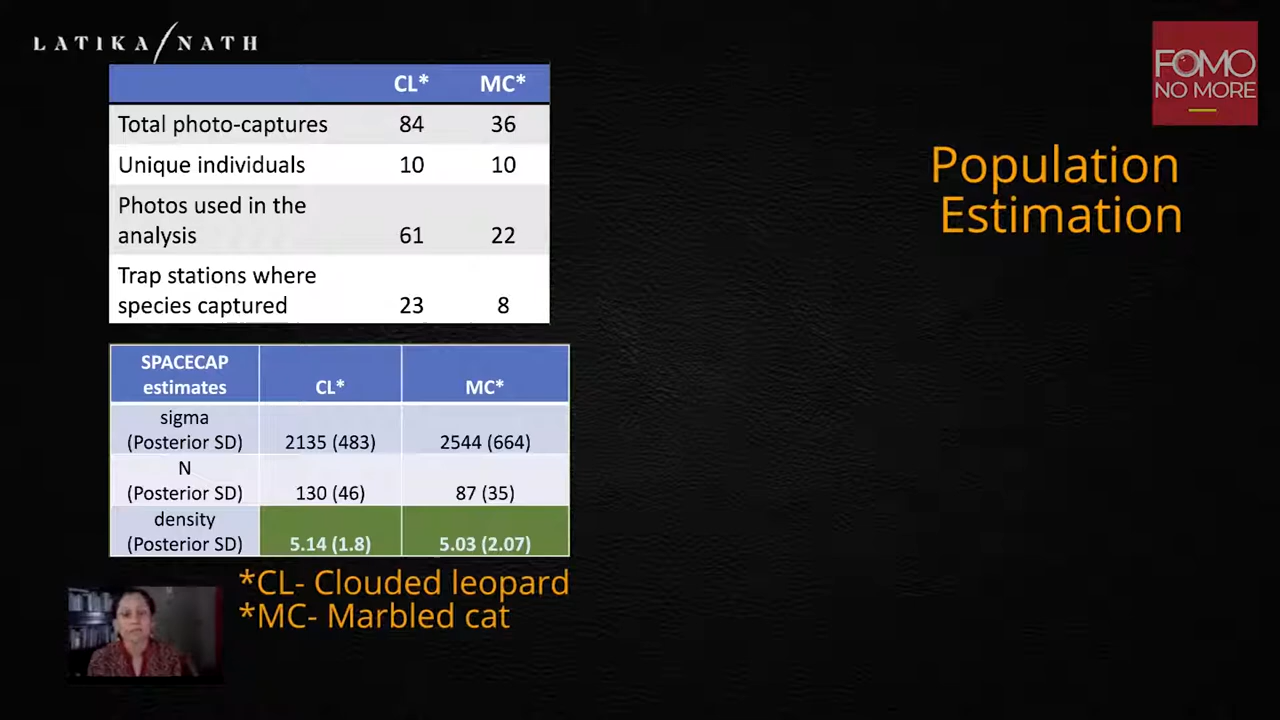 LATIKA/NATH
FOMO
NO MORE
Population
Estimation
CL* MC*
Total photo-captures 84 36
Unique individuals 10 10
Photos used in the
analysis 61 22
Trap stations where
species captured 23 8
SPACECAP
estimates CL* MC*
sigma
(Posterior SD) 2135 (483) 2544 (664)
N
(Posterior SD) 130 (46) 87 (35)
density
(Posterior SD) 5.14 (1.8) 5.03 (2.07)
*CL- Clouded leopard
*MC- Marbled cat